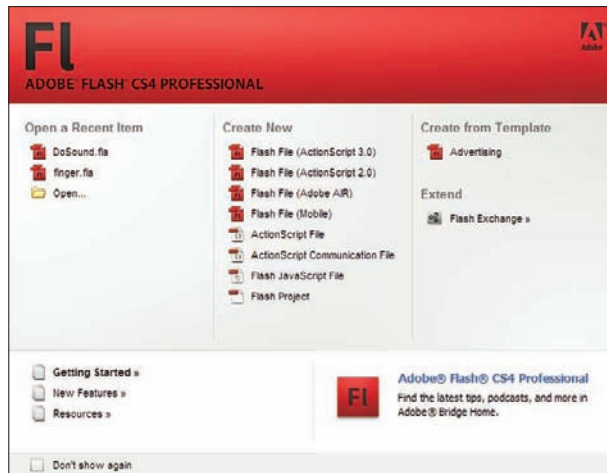 Fl
Adobe
ADOBE® FLASH® CS4 PROFESSIONAL
Open a Recent Item
DoSound.fla
finger.fla
Open...
Create New
Flash File (ActionScript 3.0)
Flash File (ActionScript 2.0)
Flash File (Adobe AIR)
Flash File (Mobile)
ActionScript File
ActionScript Communication File
Flash JavaScript File
Flash Project
Create from Template
Advertising
Extend
Flash Exchange »
Getting Started »
New Features »
Resources »
Fl
Adobe® Flash® CS4 Professional
Find the latest tips, podcasts, and more in
Adobe® Bridge Home.
Don't show again